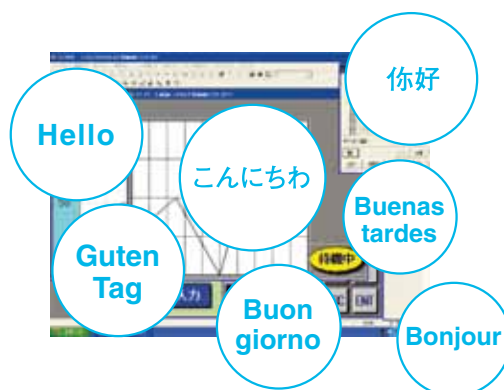 你好
Hello
こんにちわ
Buenas
tardes
Guten
Tag
待機中
入力
Buon
giorno
Bonjour